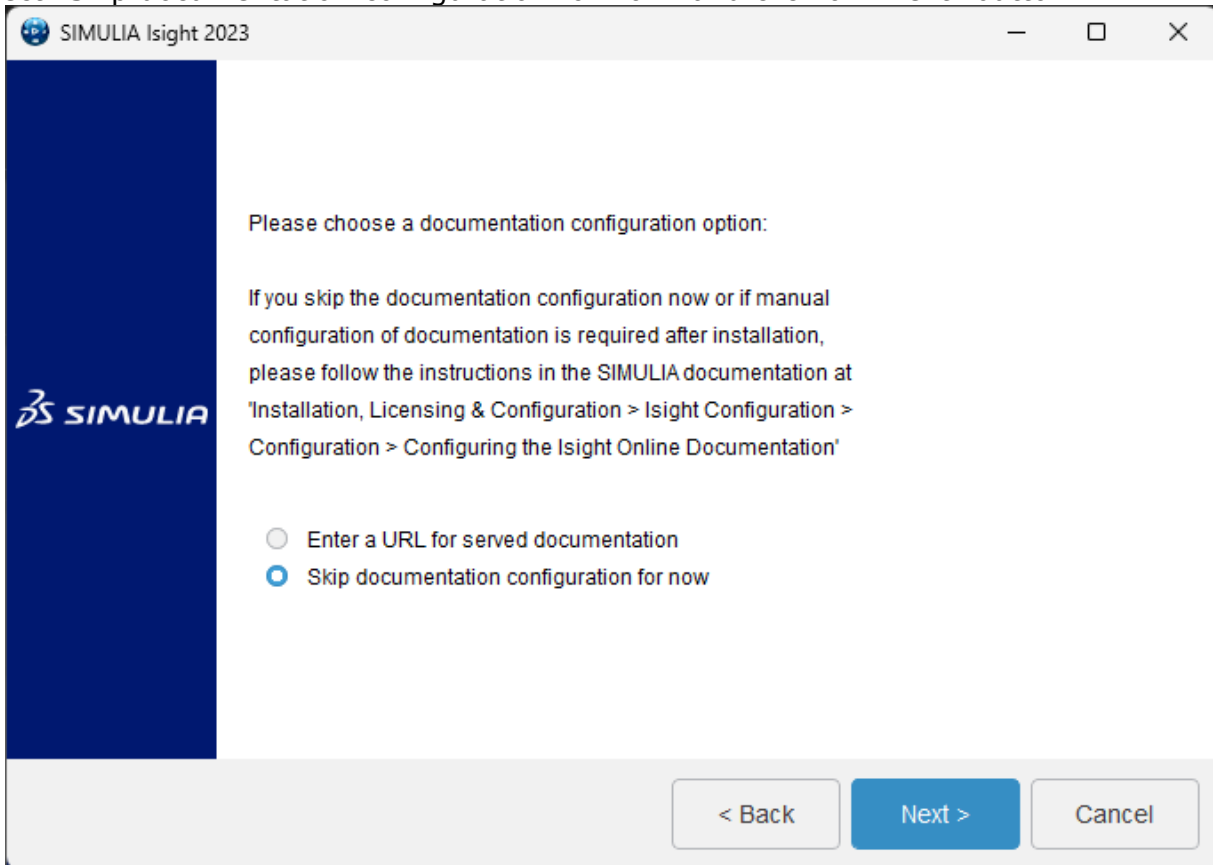 SIMULIA Isight 2023
Please choose a documentation configuration option:
If you skip the documentation configuration now or if manual
configuration of documentation is required after installation,
please follow the instructions in the SIMULIA documentation at
'Installation, Licensing & Configuration > Isight Configuration >
Configuration > Configuring the Isight Online Documentation'
SIMULIA
Enter a URL for served documentation
Skip documentation configuration for now
< Back
Next >
Cancel